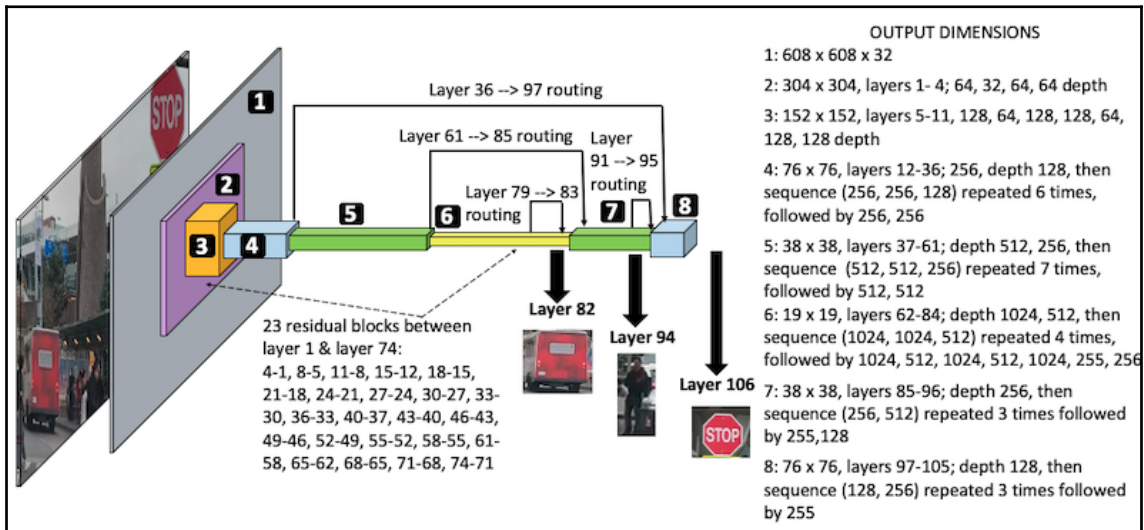 STOP
1
2
3
4
5
6
7
8
Layer 36 --> 97 routing
Layer 61 --> 85 routing
Layer
91 --> 95
routing
Layer 79 --> 83
routing
Layer 82
Layer 94
Layer 106
STOP
23 residual blocks between
layer 1 & layer 74:
4-1, 8-5, 11-8, 15-12, 18-15,
21-18, 24-21, 27-24, 30-27, 33-
30, 36-33, 40-37, 43-40, 46-43,
49-46, 52-49, 55-52, 58-55, 61-
58, 65-62, 68-65, 71-68, 74-71
OUTPUT DIMENSIONS
1: 608 x 608 x 32
2: 304 x 304, layers 1- 4; 64, 32, 64, 64 depth
3: 152 x 152, layers 5-11, 128, 64, 128, 128, 64,
128, 128 depth
4: 76 x 76, layers 12-36; 256, depth 128, then
sequence (256, 256, 128) repeated 6 times,
followed by 256, 256
5: 38 x 38, layers 37-61; depth 512, 256, then
sequence (512, 512, 256) repeated 7 times,
followed by 512, 512
6: 19 x 19, layers 62-84; depth 1024, 512, then
sequence (1024, 1024, 512) repeated 4 times,
followed by 1024, 512, 1024, 512, 1024, 255, 256
7: 38 x 38, layers 85-96; depth 256, then
sequence (256, 512) repeated 3 times followed
by 255,128
8: 76 x 76, layers 97-105; depth 128, then
sequence (128, 256) repeated 3 times followed
by 255